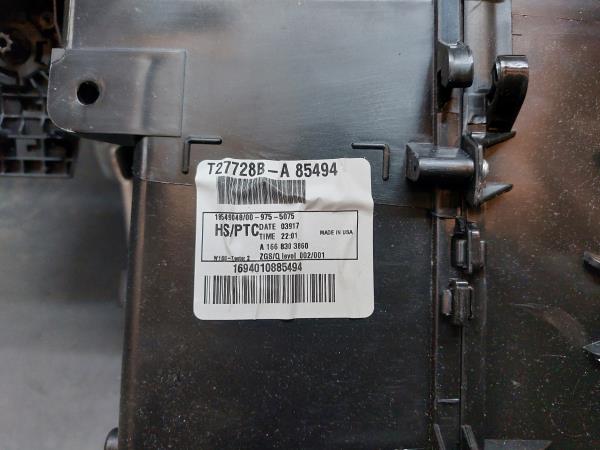 T27728B-A 85494
18549048/00-975-5075
HS/PTC DATE 03917
TIME 22:01 MADE IN USA
A 166 830 3860
ZGS/Q level 002/001
1694010885494